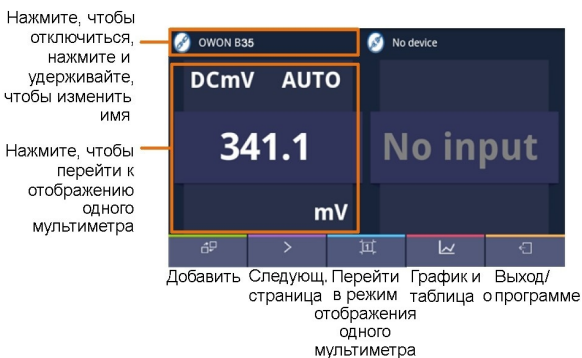 Нажмите, чтобы
отключиться,
нажмите и
удерживайте,
чтобы изменить
имя
Нажмите, чтобы
перейти к
отображению
одного
мультиметра
OWON B35
DCmV AUTO
341.1
mV
No device
No input
Добавить
Следующ.
страница
Перейти
в режим
отображения
одного
мультиметра
График и
таблица
Выход/
о программе